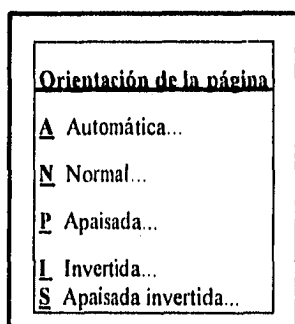 Orientación de la página
A Automática...
N Normal...
P Apaisada...
I Invertida...
S Apaisada invertida...